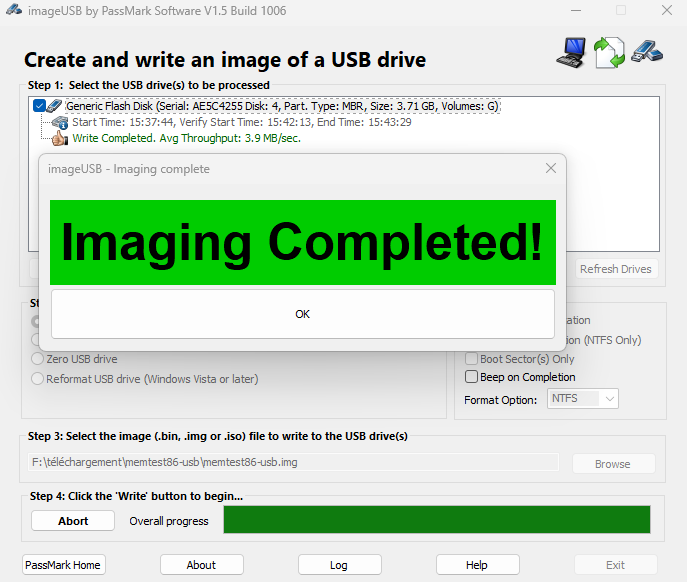 imageUSB by PassMark Software V1.5 Build 1006
Create and write an image of a USB drive
Step 1: Select the USB drive(s) to be processed
Generic Flash Disk (Serial: AE5C4255 Disk: 4, Part. Type: MBR, Size: 3.71 GB, Volumes: G)
Start Time: 15:37:44, Verify Start Time: 15:42:13, End Time: 15:43:29
Write Completed. Avg Throughput: 3.9 MB/sec.
imageUSB - Imaging complete
Imaging Completed!
OK
Refresh Drives
(NTFS Only)
Zero USB drive
Boot Sector(s) Only
Reformat USB drive (Windows Vista or later)
Beep on Completion
Format Option: NTFS
Step 3: Select the image (.bin, .img or .iso) file to write to the USB drive(s)
F:\téléchargement\memtest86-usb\memtest86-usb.img
Browse
Step 4: Click the 'Write' button to begin...
Abort
Overall progress
PassMark Home
About
Log
Help
Exit